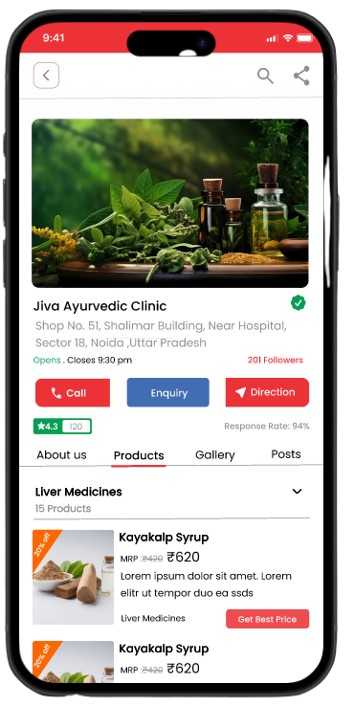 9:41
Jiva Ayurvedic Clinic
Shop No. 51, Shalimar Building, Near Hospital,
Sector 18, Noida ,Uttar Pradesh
Opens , Closes 9:30 pm 201 Followers
Call Enquiry Direction
4.3 120 Response Rate: 94%
About us Products Gallery Posts
Liver Medicines
15 Products
20% off
Kayakalp Syrup
MRP :₹420 ₹620
Lorem ipsum dolor sit amet. Lorem
elitr ut tempor duo ea ssds
Liver Medicines Get Best Price
20% off
Kayakalp Syrup
MRP :₹420 ₹620